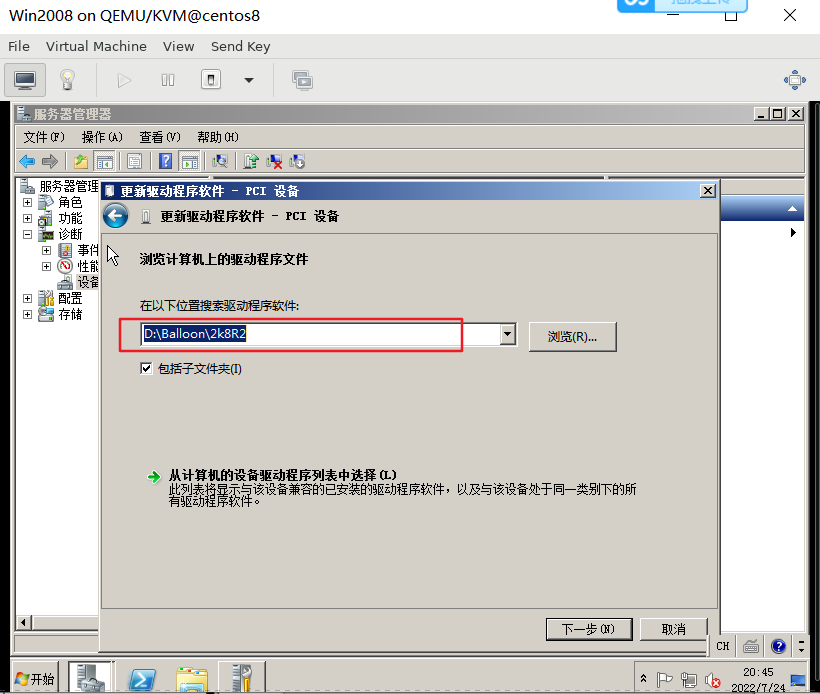 Win2008 on QEMU/KVM@centos8
File Virtual Machine View Send Key
服务器管理器
文件(F) 操作(A) 查看(V) 帮助(H)
服务器管理
角色
功能
诊断
事件
性能
设备
配置
存储
更新驱动程序软件 - PCI 设备
更新驱动程序软件 - PCI 设备
浏览计算机上的驱动程序文件
在以下位置搜索驱动程序软件:
D:\Balloon\2k8R2
浏览(R)...
包括子文件夹(I)
从计算机的设备驱动程序列表中选择(L)
此列表将显示与该设备兼容的已安装的驱动程序软件，以及与该设备处于同一类别下的所
有驱动程序软件。
下一步(N) 取消
CH
开始
20:45
2022/7/24